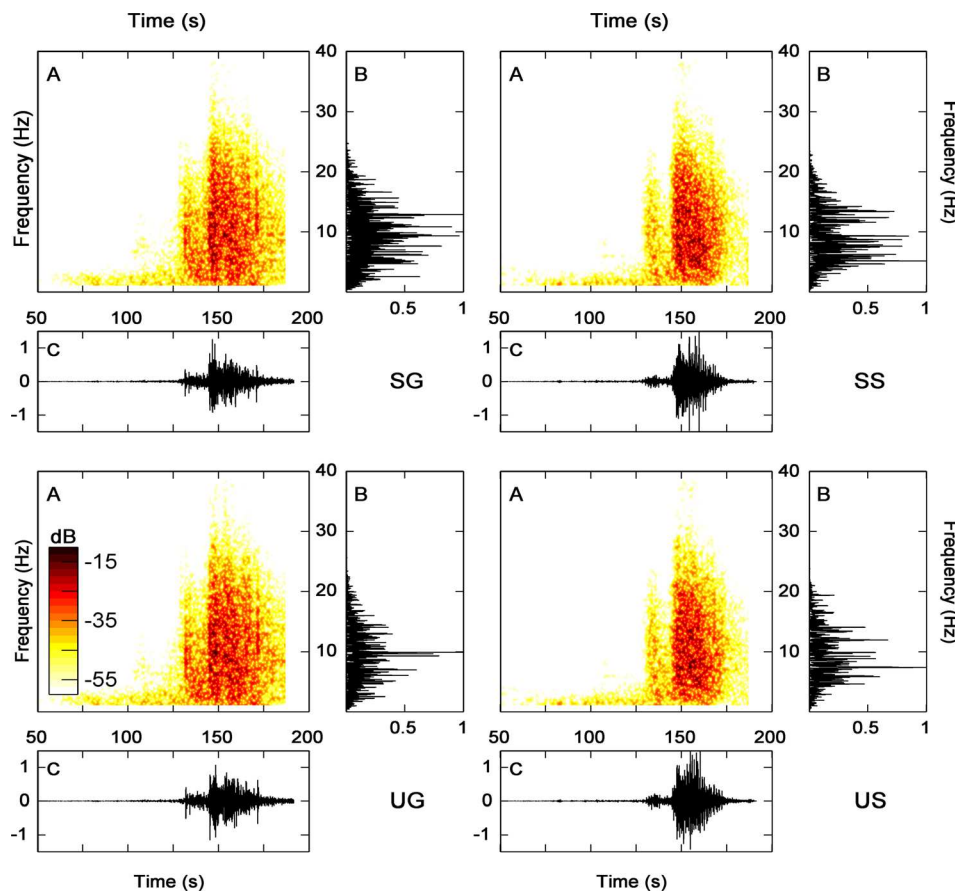 Time (s) Time (s)
40 40
A B A B
30 30
20 20
10 10
Frequency (Hz) Frequency (Hz)
0.5 1 0.5 1
50 100 150 200 50 100 150 200
C C
1 1
0 0
-1 -1
SG SS
40 40
A B A B
dB
-15
-35
-55
30 30
20 20
10 10
Frequency (Hz) Frequency (Hz)
0.5 1 0.5 1
50 100 150 200 50 100 150 200
C C
1 1
0 0
-1 -1
UG US
Time (s) Time (s)